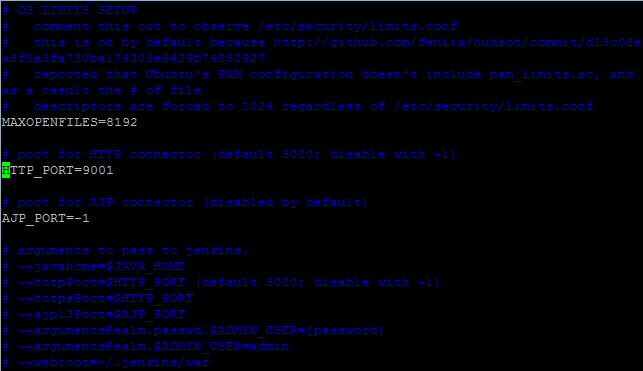 # OS LIMITS SETUP
#   comment this out to observe /etc/security/limits.conf
#   this is on by default because http://github.com/feniix/hudson/commit/d13c08e
a8f5a3fa730ba174305e6429b74853927
#   reported that Ubuntu's PAM configuration doesn't include pam_limits.so, and
as a result the # of file
#   descriptors are forced to 1024 regardless of /etc/security/limits.conf
MAXOPENFILES=8192
# port for HTTP connector (default 8080; disable with -1)
HTTP_PORT=9001
# port for AJP connector (disabled by default)
AJP_PORT=-1
# arguments to pass to jenkins.
# --javahome=$JAVA_HOME
# --httpPort=$HTTP_PORT (default 8080; disable with -1)
# --httpsPort=$HTTP_PORT
# --ajp13Port=$AJP_PORT
# --argumentsRealm.passwd.$ADMIN_USER=[password]
# --argumentsRealm.$ADMIN_USER=admin
# --webroot=~/.jenkins/war